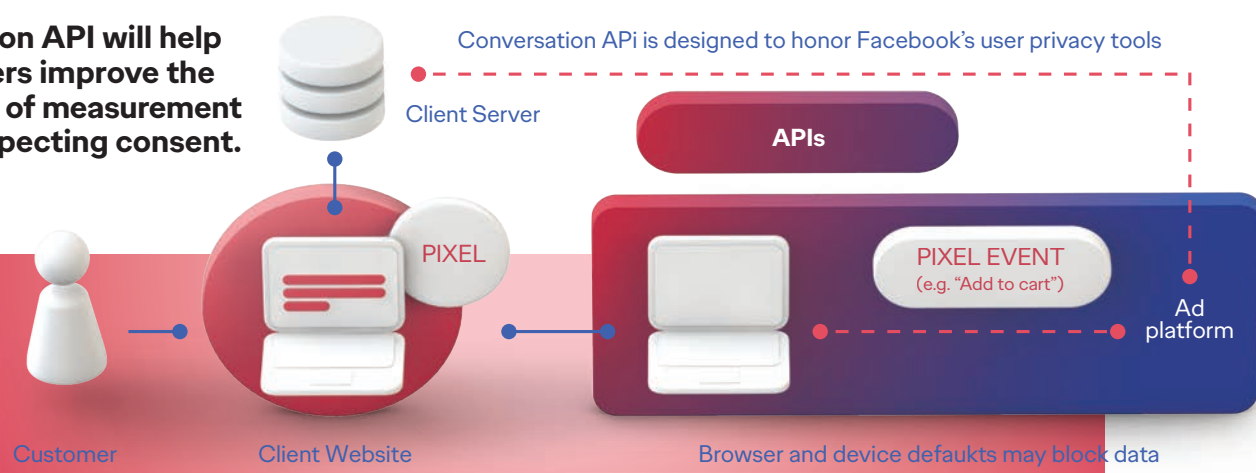 on API will help
ers improve the
of measurement
pecting consent.
Conversation APi is designed to honor Facebook's user privacy tools
Client Server
APIs
PIXEL
PIXEL EVENT
(e.g. “Add to cart”)
Ad
platform
Customer
Client Website
Browser and device defaukts may block data